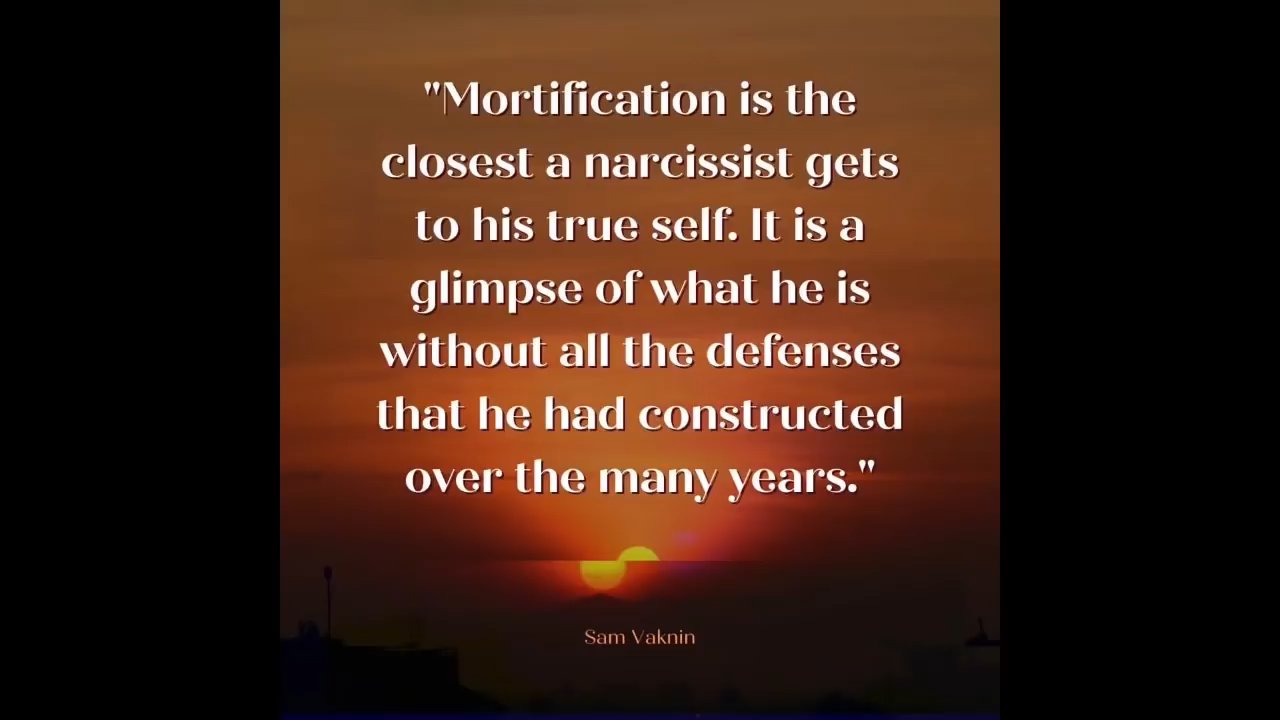 "Mortification is the
closest a narcissist gets
to his true self. It is a
glimpse of what he is
without all the defenses
that he had constructed
over the many years."
Sam Vaknin